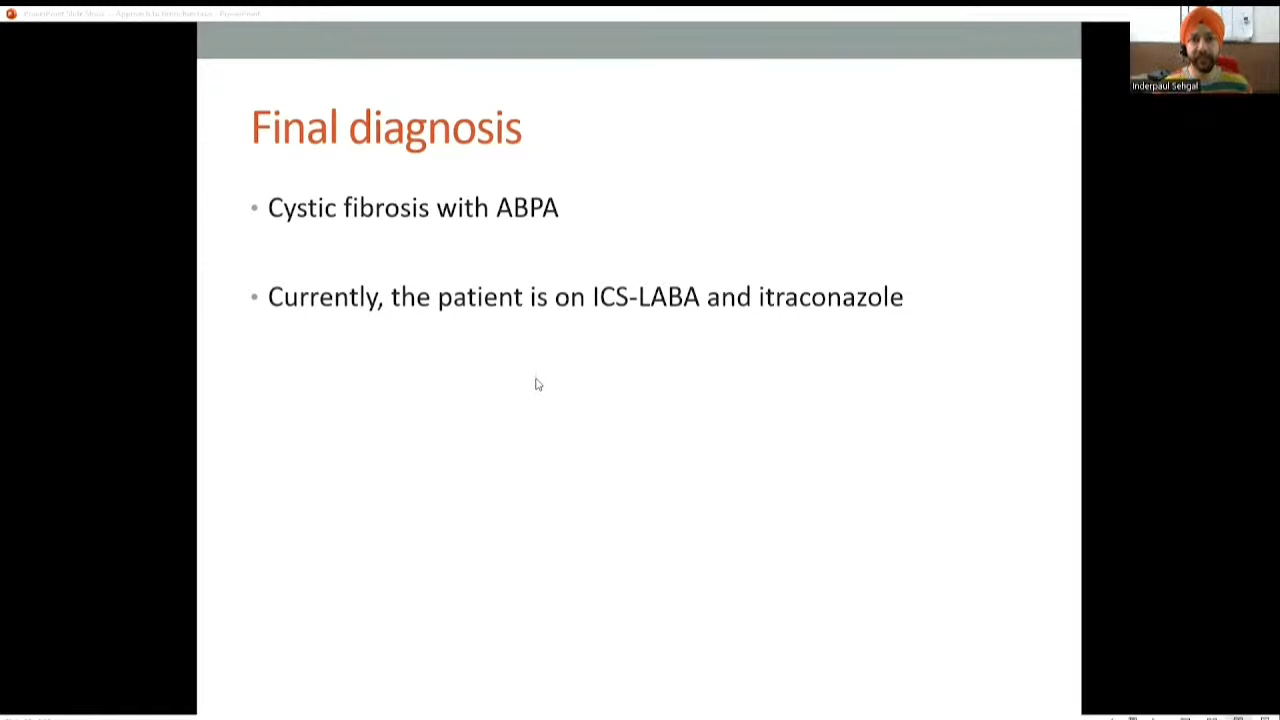 Inderpaul Sehgal
Final diagnosis
• Cystic fibrosis with ABPA
• Currently, the patient is on ICS-LABA and itraconazole